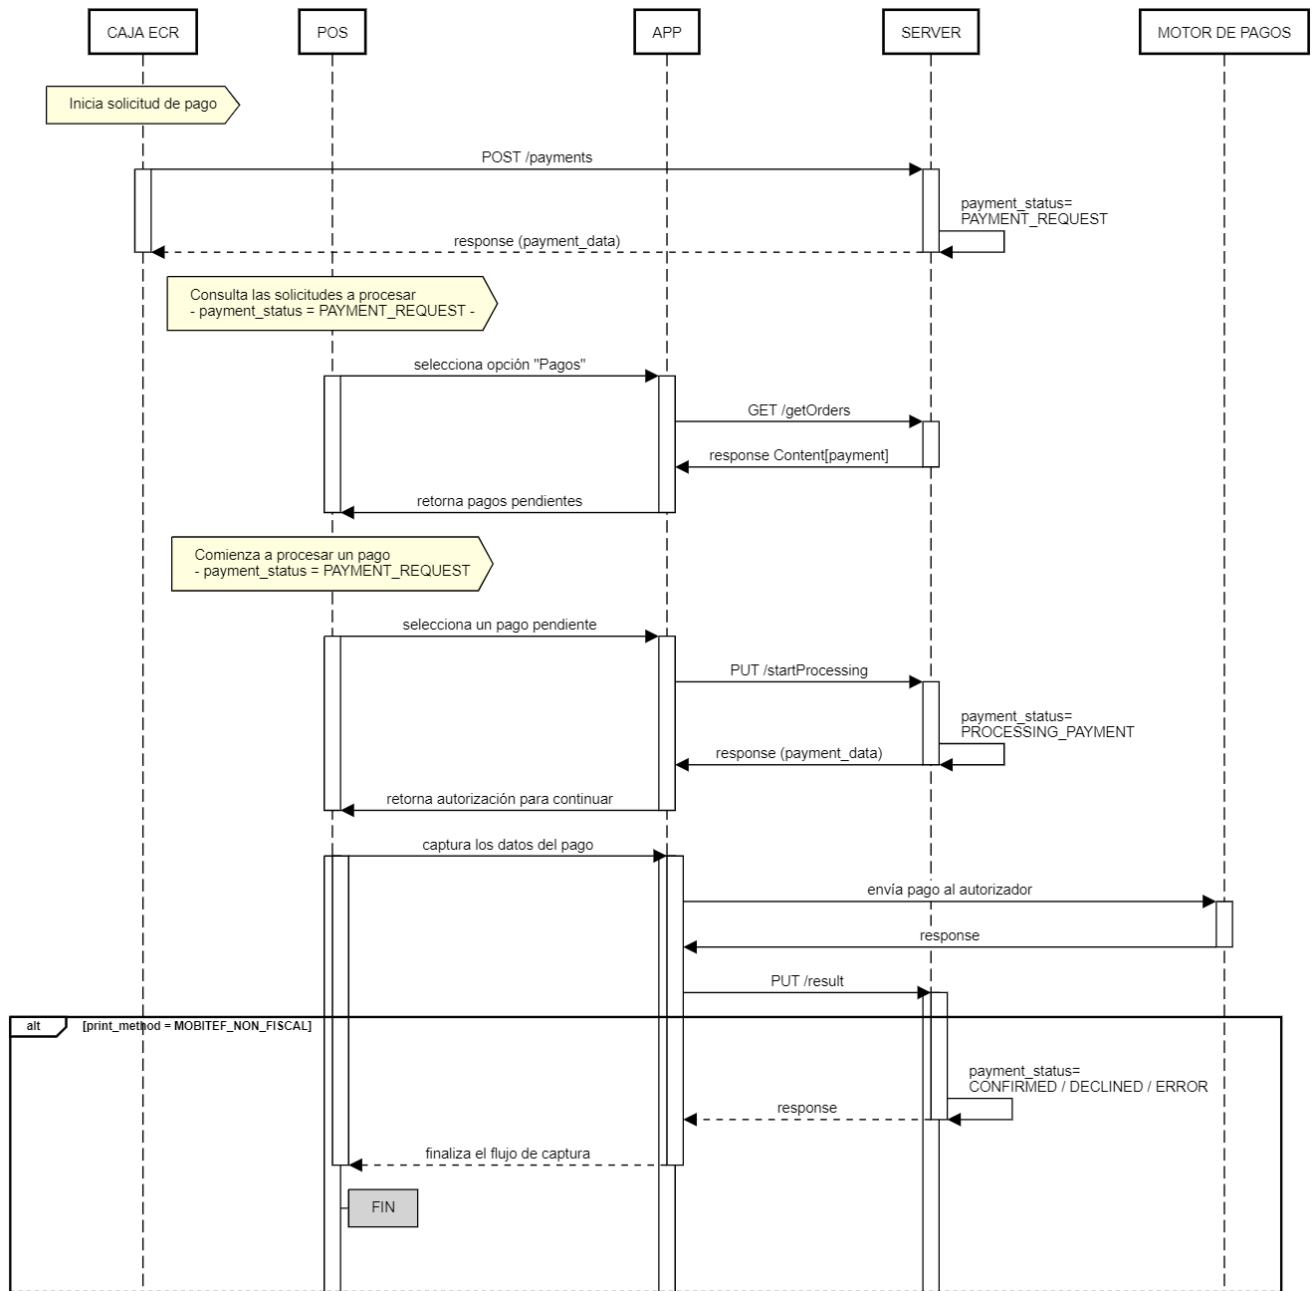 CAJA ECR
POS
APP
SERVER
MOTOR DE PAGOS
Inicia solicitud de pago
POST /payments
payment_status=
PAYMENT_REQUEST
response (payment_data)
Consulta las solicitudes a procesar
- payment_status = PAYMENT_REQUEST -
selecciona opción "Pagos"
GET /getOrders
response Content[payment]
retorna pagos pendientes
Comienza a procesar un pago
- payment_status = PAYMENT_REQUEST
selecciona un pago pendiente
PUT /startProcessing
payment_status=
PROCESSING_PAYMENT
response (payment_data)
retorna autorización para continuar
captura los datos del pago
envía pago al autorizador
response
PUT /result
alt
[print_method = MOBITEF_NON_FISCAL]
payment_status=
CONFIRMED / DECLINED / ERROR
response
finaliza el flujo de captura
FIN